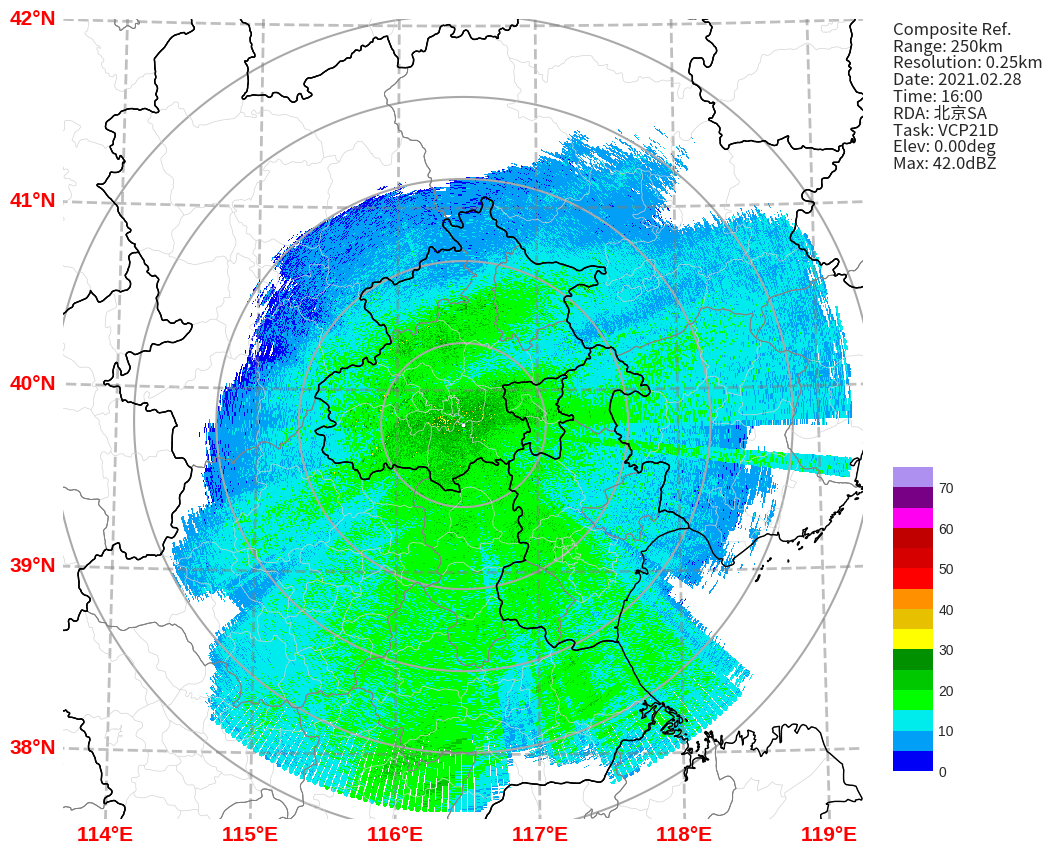 42°N
41°N
40°N
39°N
38°N
114°E
115°E
116°E
117°E
118°E
119°E
Composite Ref.
Range: 250km
Resolution: 0.25km
Date: 2021.02.28
Time: 16:00
RDA: 北京SA
Task: VCP21D
Elev: 0.00deg
Max: 42.0dBZ
70
60
50
40
30
20
10
0